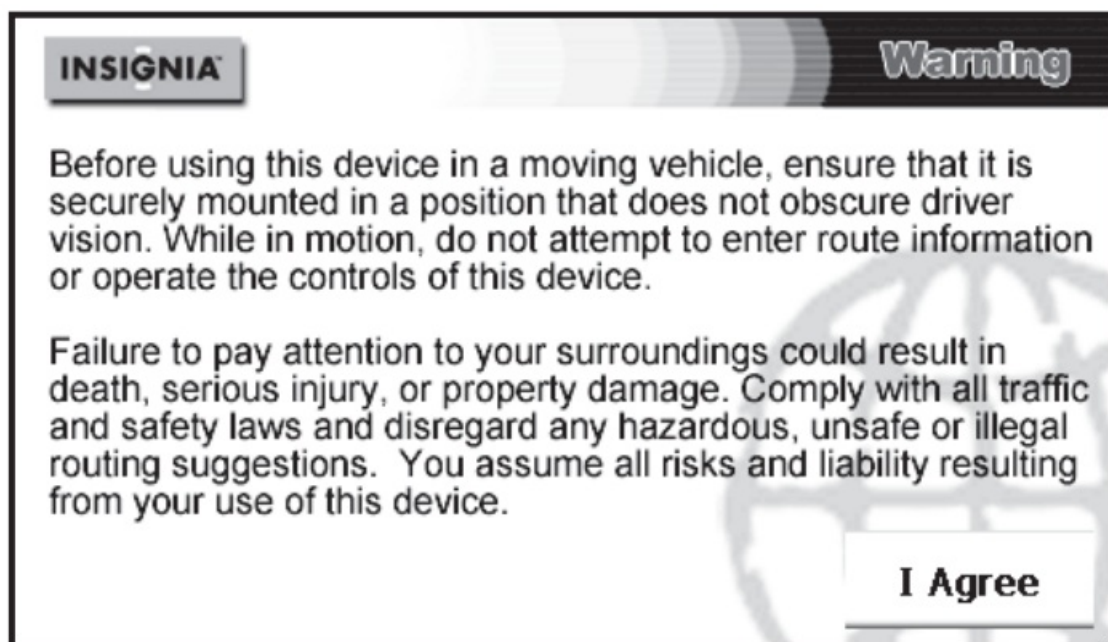 INSIGNIA™
Warning
Before using this device in a moving vehicle, ensure that it is
securely mounted in a position that does not obscure driver
vision. While in motion, do not attempt to enter route information
or operate the controls of this device.
Failure to pay attention to your surroundings could result in
death, serious injury, or property damage. Comply with all traffic
and safety laws and disregard any hazardous, unsafe or illegal
routing suggestions.  You assume all risks and liability resulting
from your use of this device.
I Agree